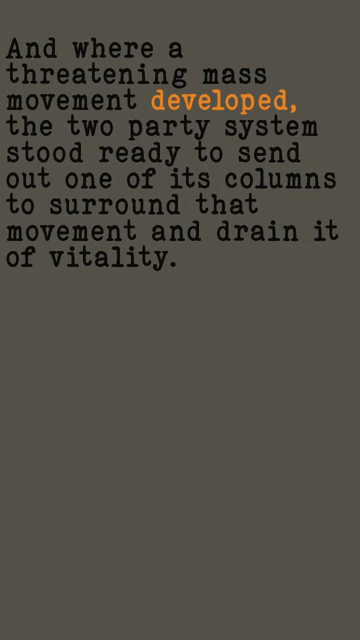 And where a
threatening mass
movement developed,
the two party system
stood ready to send
out one of its columns
to surround that
movement and drain it
of vitality.